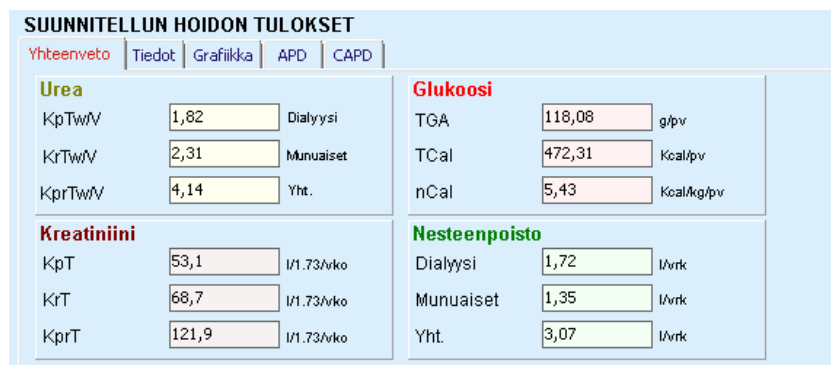 SUUNNITELLUN HOIDON TULOKSET
Yhteenveto Tiedot Grafiikka APD CAPD
Urea
KpTw/V 1,82 Dialyysi
KrTw/V 2,31 Munuaiset
KprTw/V 4,14 Yht.
Glukoosi
TGA 118,08 g/pv
TCal 472,31 Kcal/pv
nCal 5,43 Kcal/kg/pv
Kreatiniini
KpT 53,1 l/1.73/vko
KrT 68,7 l/1.73/vko
KprT 121,9 l/1.73/vko
Nesteenpoisto
Dialyysi 1,72 l/vrk
Munuaiset 1,35 l/vrk
Yht. 3,07 l/vrk